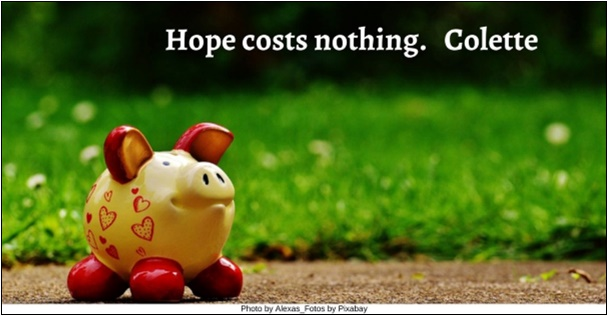 Hope costs nothing.   Colette
Photo by Alexas_Fotos by Pixabay